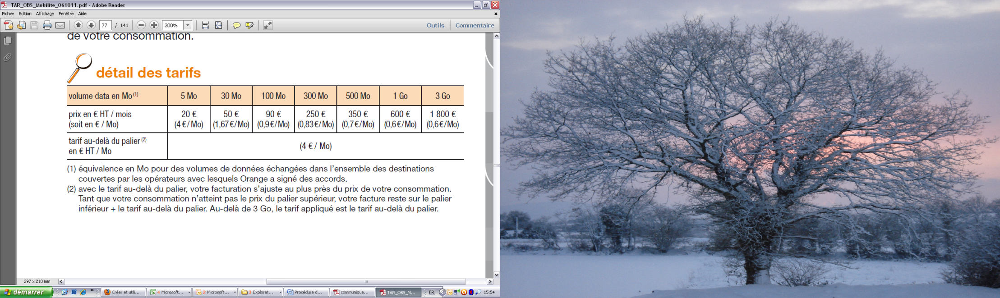 TAR_OBS_Mobilite_061011.pdf - Adobe Reader
Fichier Edition Affichage Fenêtre Aide
77 / 141 200% Outils Commentaire
de votre consommation.
détail des tarifs
volume data en Mo (1) 5 Mo 30 Mo 100 Mo 300 Mo 500 Mo 1 Go 3 Go
prix en € HT / mois 20 € 50 € 90 € 250 € 350 € 600 € 1 800 €
(soit en € / Mo) (4 € / Mo) (1,67 € / Mo) (0,9 € / Mo) (0,83 € / Mo) (0,7 € / Mo) (0,6 € / Mo) (0,6 € / Mo)
tarif au-delà du palier (2)
en € HT / Mo
(4 € / Mo)
(1) équivalence en Mo pour des volumes de données échangées dans l’ensemble des destinations
couvertes par les opérateurs avec lesquels Orange a signé des accords.
(2) avec le tarif au-delà du palier, votre facturation s’ajuste au plus près du prix de votre consommation.
Tant que votre consommation n’atteint pas le prix du palier supérieur, votre facture reste sur le palier
inférieur + le tarif au-delà du palier. Au-delà de 3 Go, le tarif appliqué est le tarif au-delà du palier.
297 x 210 mm
démarrer » Créer et utili... 4 Microsoft... 2 Microsoft... 3 Explorat... Procédure d... communique... TAR_OBS_M... FR 15:54